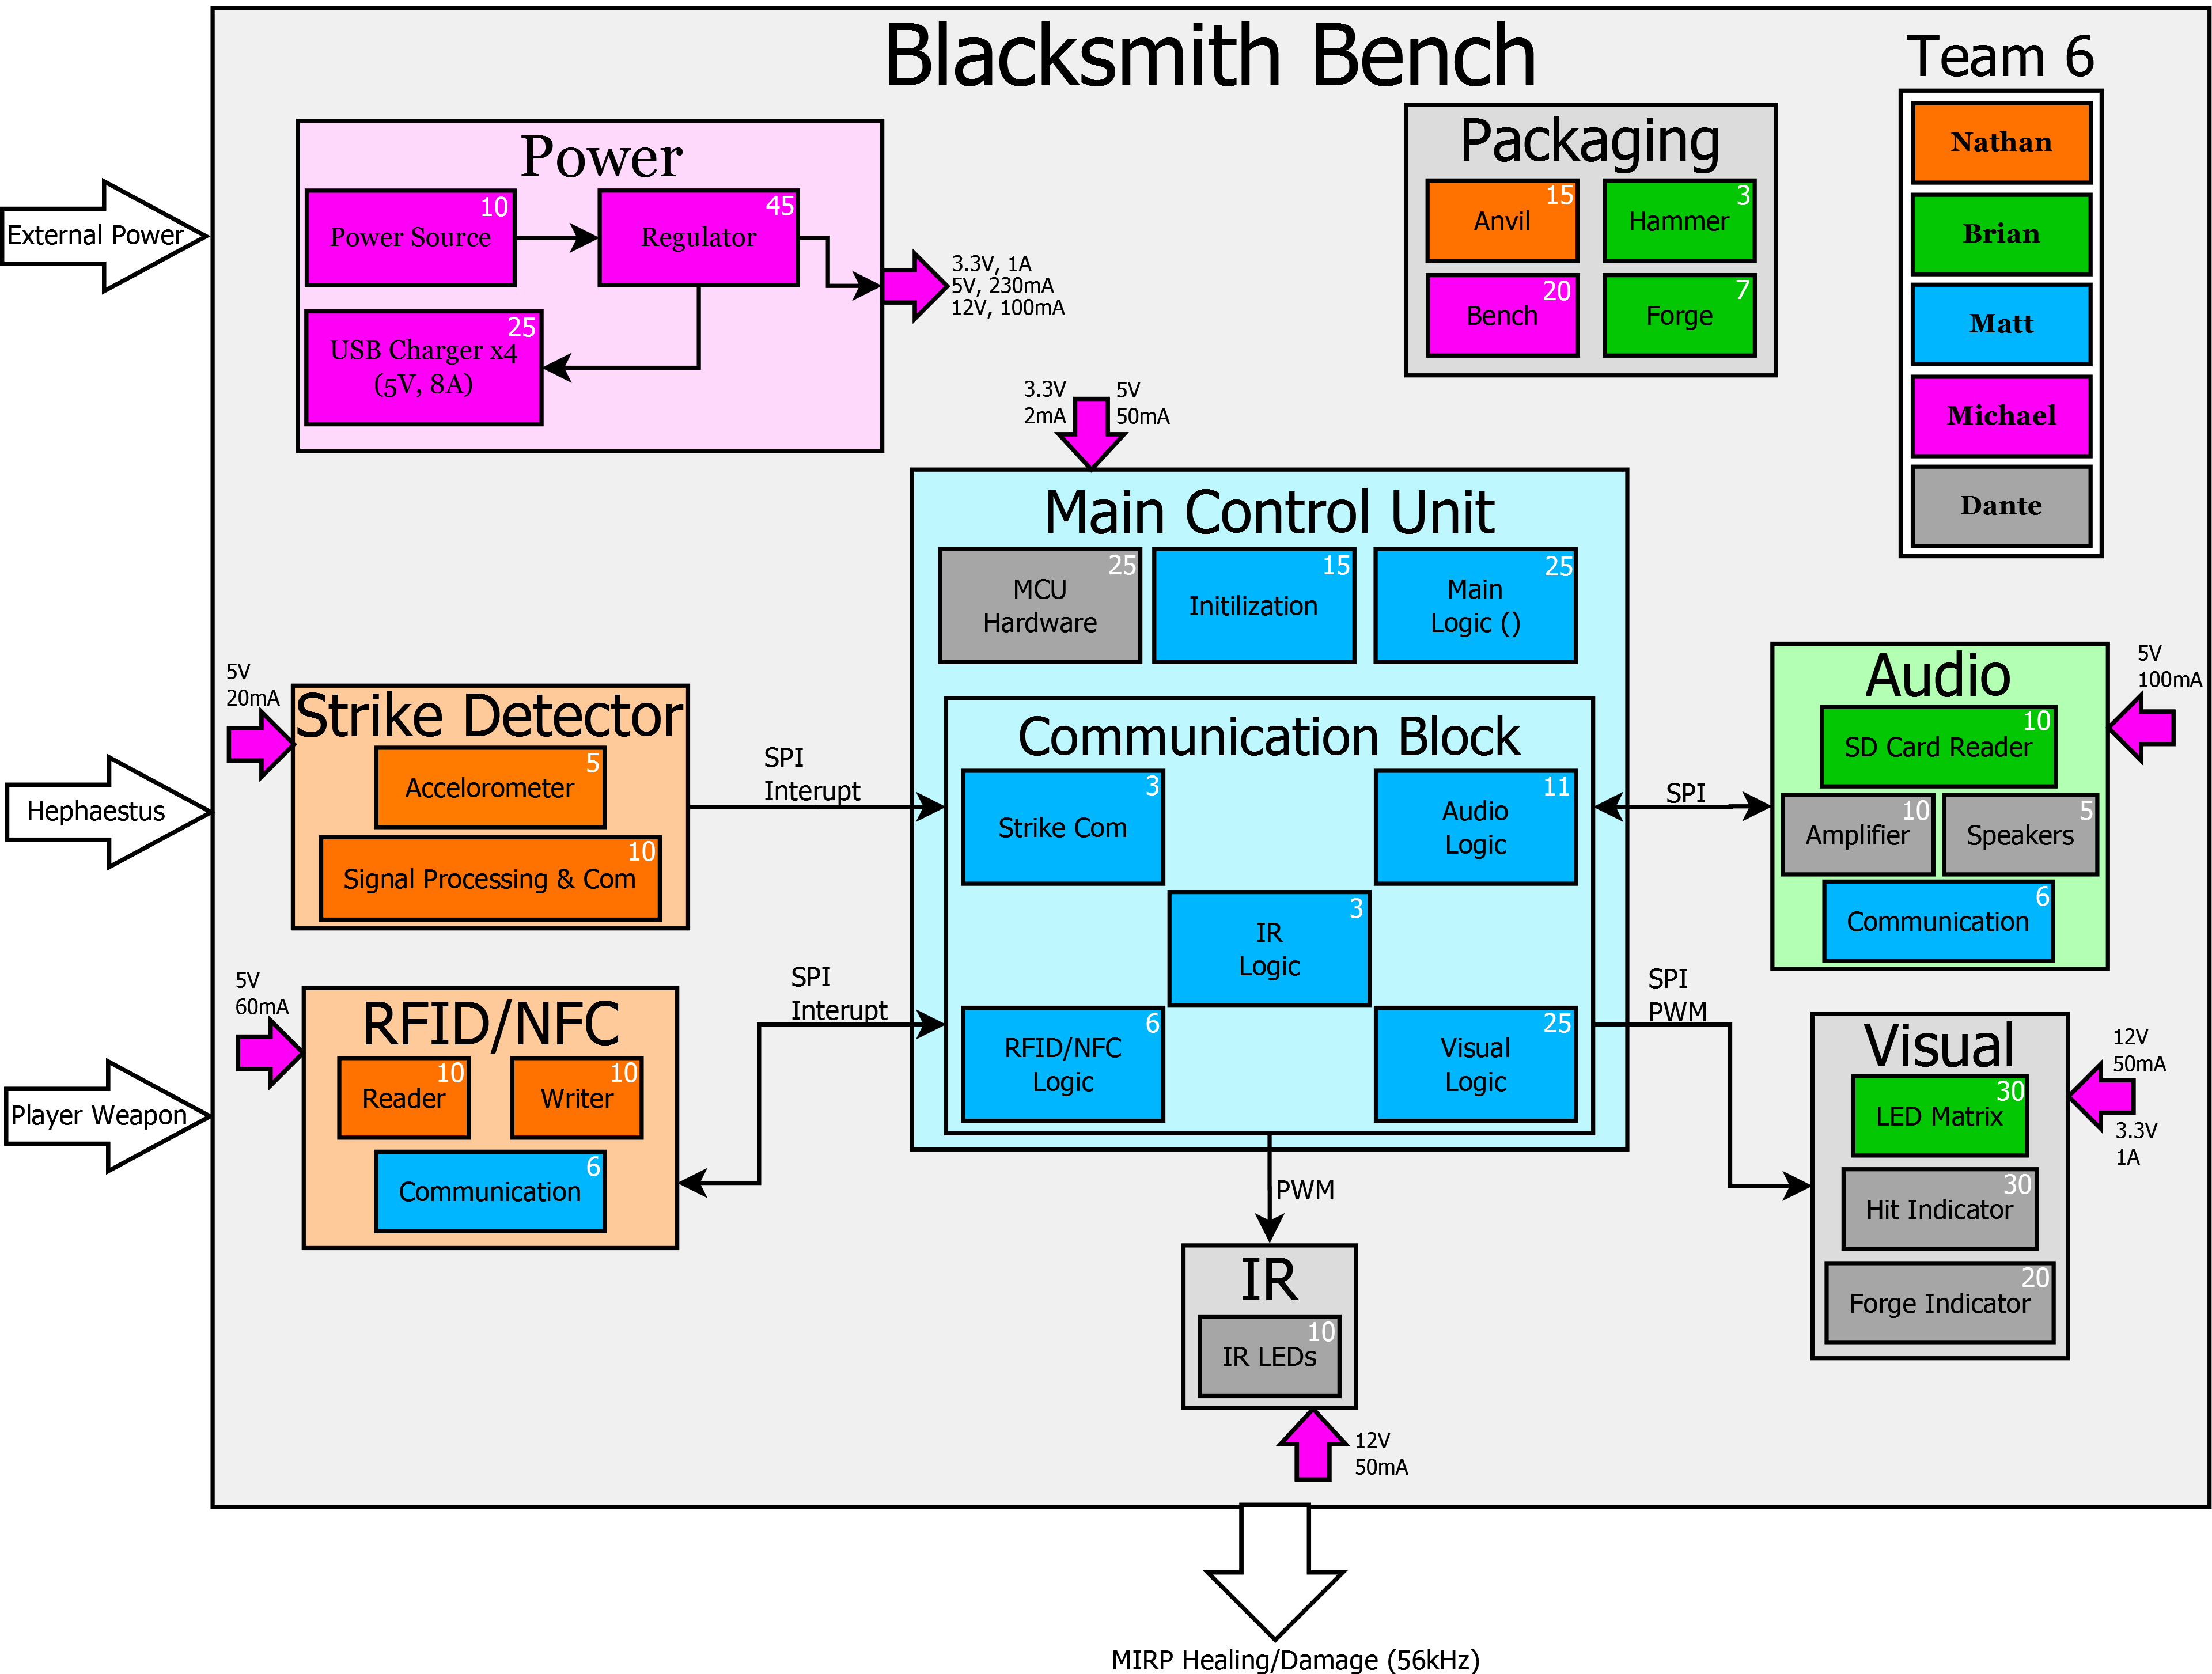 Blacksmith Bench
Team 6
Nathan
Brian
Matt
Michael
Dante
External Power
Power
10
Power Source
45
Regulator
25
USB Charger x4
(5V, 8A)
3.3V, 1A
5V, 230mA
12V, 100mA
Packaging
15
Anvil
3
Hammer
20
Bench
7
Forge
3.3V
2mA
5V
50mA
Main Control Unit
25
MCU
Hardware
15
Initilization
25
Main
Logic ()
Communication Block
3
Strike Com
11
Audio
Logic
3
IR
Logic
6
RFID/NFC
Logic
25
Visual
Logic
5V
20mA
Hephaestus
Strike Detector
5
Accelorometer
10
Signal Processing & Com
SPI
Interupt
5V
60mA
Player Weapon
RFID/NFC
10
Reader
10
Writer
6
Communication
SPI
Interupt
SPI
Audio
10
SD Card Reader
10
Amplifier
5
Speakers
6
Communication
5V
100mA
SPI
PWM
Visual
30
LED Matrix
30
Hit Indicator
20
Forge Indicator
12V
50mA
3.3V
1A
PWM
IR
10
IR LEDs
12V
50mA
MIRP Healing/Damage (56kHz)